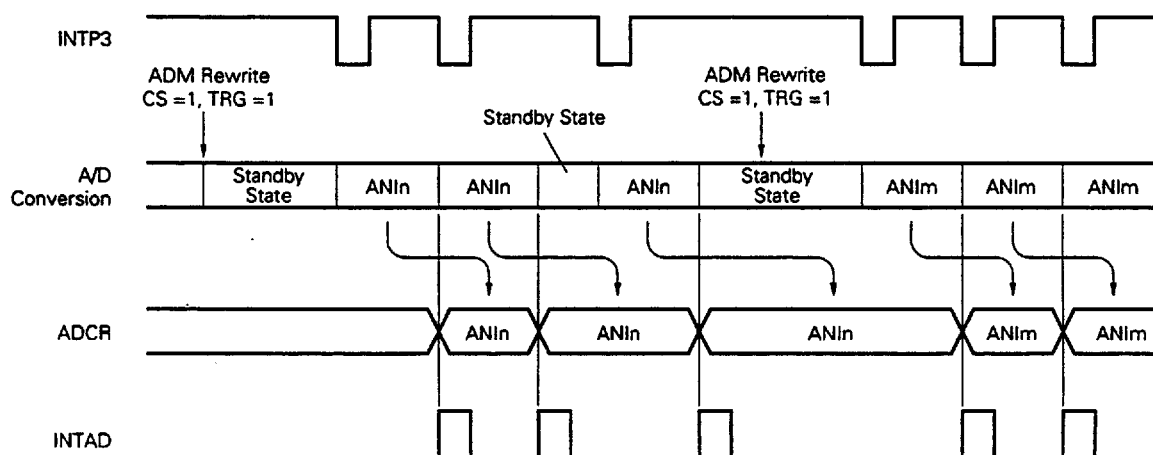 INTP3
ADM Rewrite
CS =1, TRG =1
ADM Rewrite
CS =1, TRG =1
Standby State
A/D
Conversion
Standby
State
ANIn
ANIn
ANIn
Standby
State
ANIm
ANIm
ANIm
ADCR
ANIn
ANIn
ANIn
ANIm
ANIm
INTAD